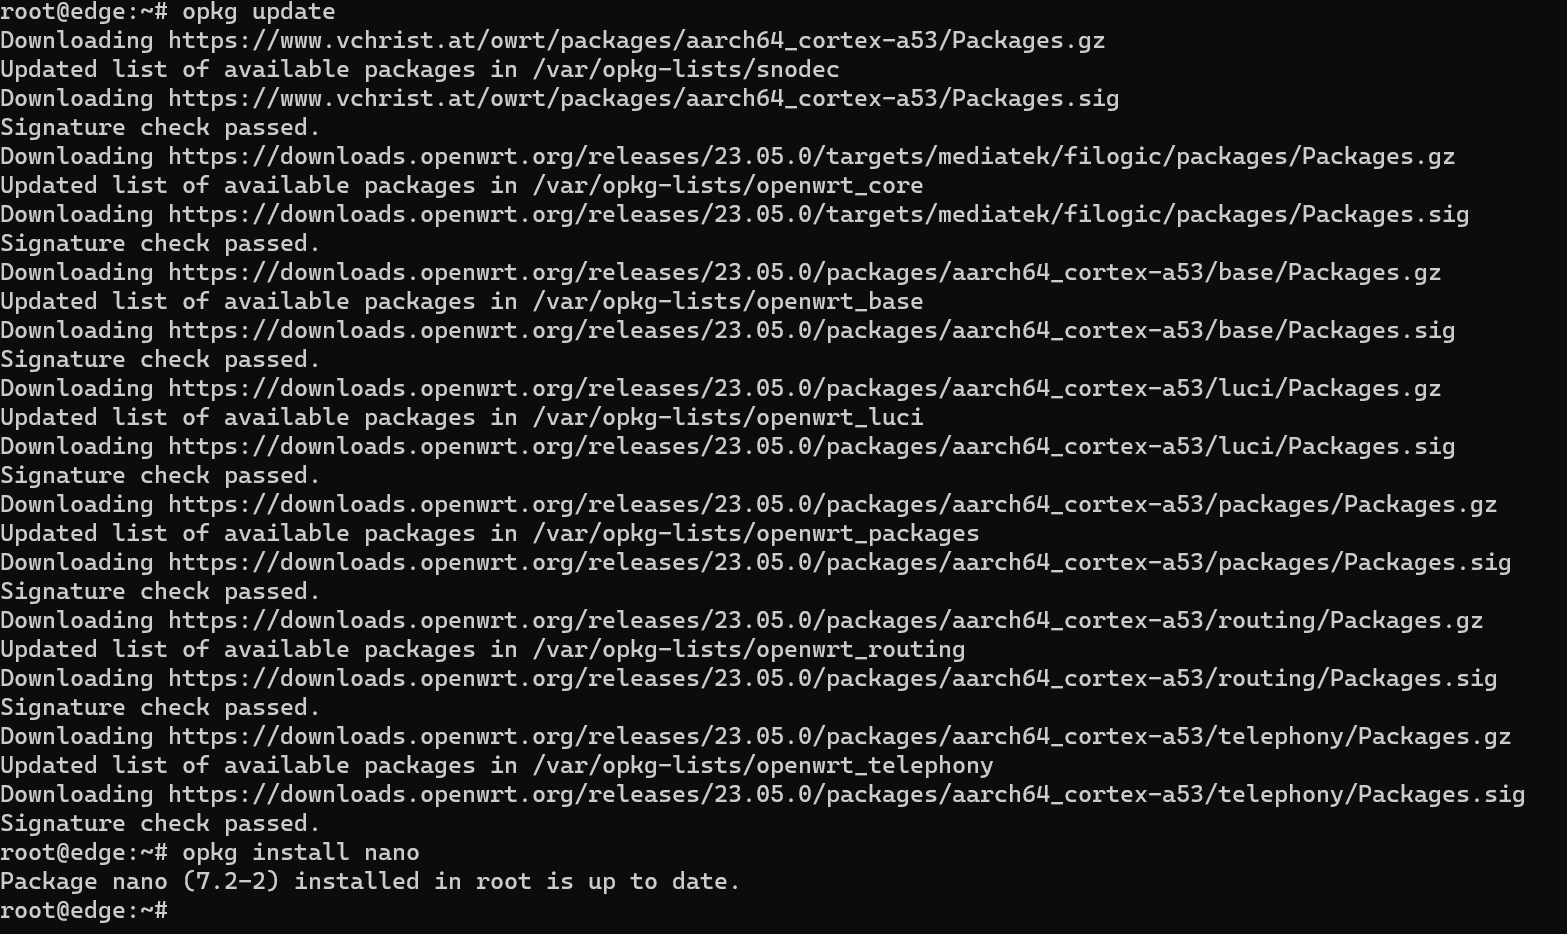 root@edge:~# opkg update
Downloading https://www.vchrist.at/owrt/packages/aarch64_cortex-a53/Packages.gz
Updated list of available packages in /var/opkg-lists/snodec
Downloading https://www.vchrist.at/owrt/packages/aarch64_cortex-a53/Packages.sig
Signature check passed.
Downloading https://downloads.openwrt.org/releases/23.05.0/targets/mediatek/filogic/packages/Packages.gz
Updated list of available packages in /var/opkg-lists/openwrt_core
Downloading https://downloads.openwrt.org/releases/23.05.0/targets/mediatek/filogic/packages/Packages.sig
Signature check passed.
Downloading https://downloads.openwrt.org/releases/23.05.0/packages/aarch64_cortex-a53/base/Packages.gz
Updated list of available packages in /var/opkg-lists/openwrt_base
Downloading https://downloads.openwrt.org/releases/23.05.0/packages/aarch64_cortex-a53/base/Packages.sig
Signature check passed.
Downloading https://downloads.openwrt.org/releases/23.05.0/packages/aarch64_cortex-a53/luci/Packages.gz
Updated list of available packages in /var/opkg-lists/openwrt_luci
Downloading https://downloads.openwrt.org/releases/23.05.0/packages/aarch64_cortex-a53/luci/Packages.sig
Signature check passed.
Downloading https://downloads.openwrt.org/releases/23.05.0/packages/aarch64_cortex-a53/packages/Packages.gz
Updated list of available packages in /var/opkg-lists/openwrt_packages
Downloading https://downloads.openwrt.org/releases/23.05.0/packages/aarch64_cortex-a53/packages/Packages.sig
Signature check passed.
Downloading https://downloads.openwrt.org/releases/23.05.0/packages/aarch64_cortex-a53/routing/Packages.gz
Updated list of available packages in /var/opkg-lists/openwrt_routing
Downloading https://downloads.openwrt.org/releases/23.05.0/packages/aarch64_cortex-a53/routing/Packages.sig
Signature check passed.
Downloading https://downloads.openwrt.org/releases/23.05.0/packages/aarch64_cortex-a53/telephony/Packages.gz
Updated list of available packages in /var/opkg-lists/openwrt_telephony
Downloading https://downloads.openwrt.org/releases/23.05.0/packages/aarch64_cortex-a53/telephony/Packages.sig
Signature check passed.
root@edge:~# opkg install nano
Package nano (7.2-2) installed in root is up to date.
root@edge:~#